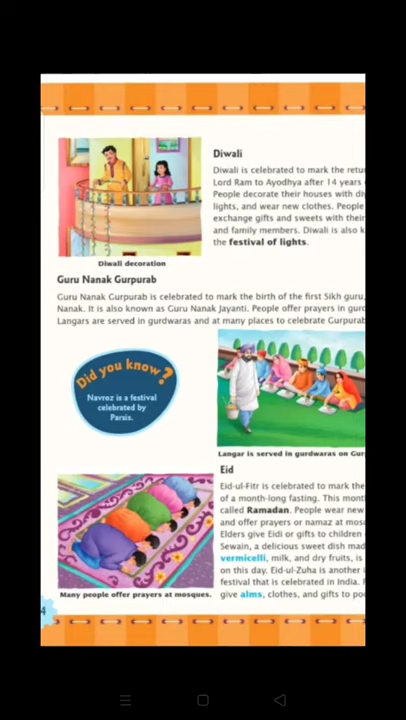 Diwali
Diwali is celebrated to mark the retu
Lord Ram to Ayodhya after 14 years
People decorate their houses with di
lights, and wear new clothes. People
exchange gifts and sweets with their
and family members. Diwali is also k
the festival of lights.
Diwali decoration
Guru Nanak Gurpurab
Guru Nanak Gurpurab is celebrated to mark the birth of the first Sikh guru,
Nanak. It is also known as Guru Nanak Jayanti. People offer prayers in gurd
Langars are served in gurdwaras and at many places to celebrate Gurpurab
Did you know?
Navroz is a festival
celebrated by
Parsis.
Langar is served in gurdwaras on Gur
Eid
Eid-ul-Fitr is celebrated to mark the
of a month-long fasting. This mont
called Ramadan. People wear new
and offer prayers or namaz at mos
Elders give Eidi or gifts to children
Sewain, a delicious sweet dish mad
vermicelli, milk, and dry fruits, is
on this day. Eid-ul-Zuha is another i
festival that is celebrated in India.
give alms, clothes, and gifts to poo
Many people offer prayers at mosques.
4